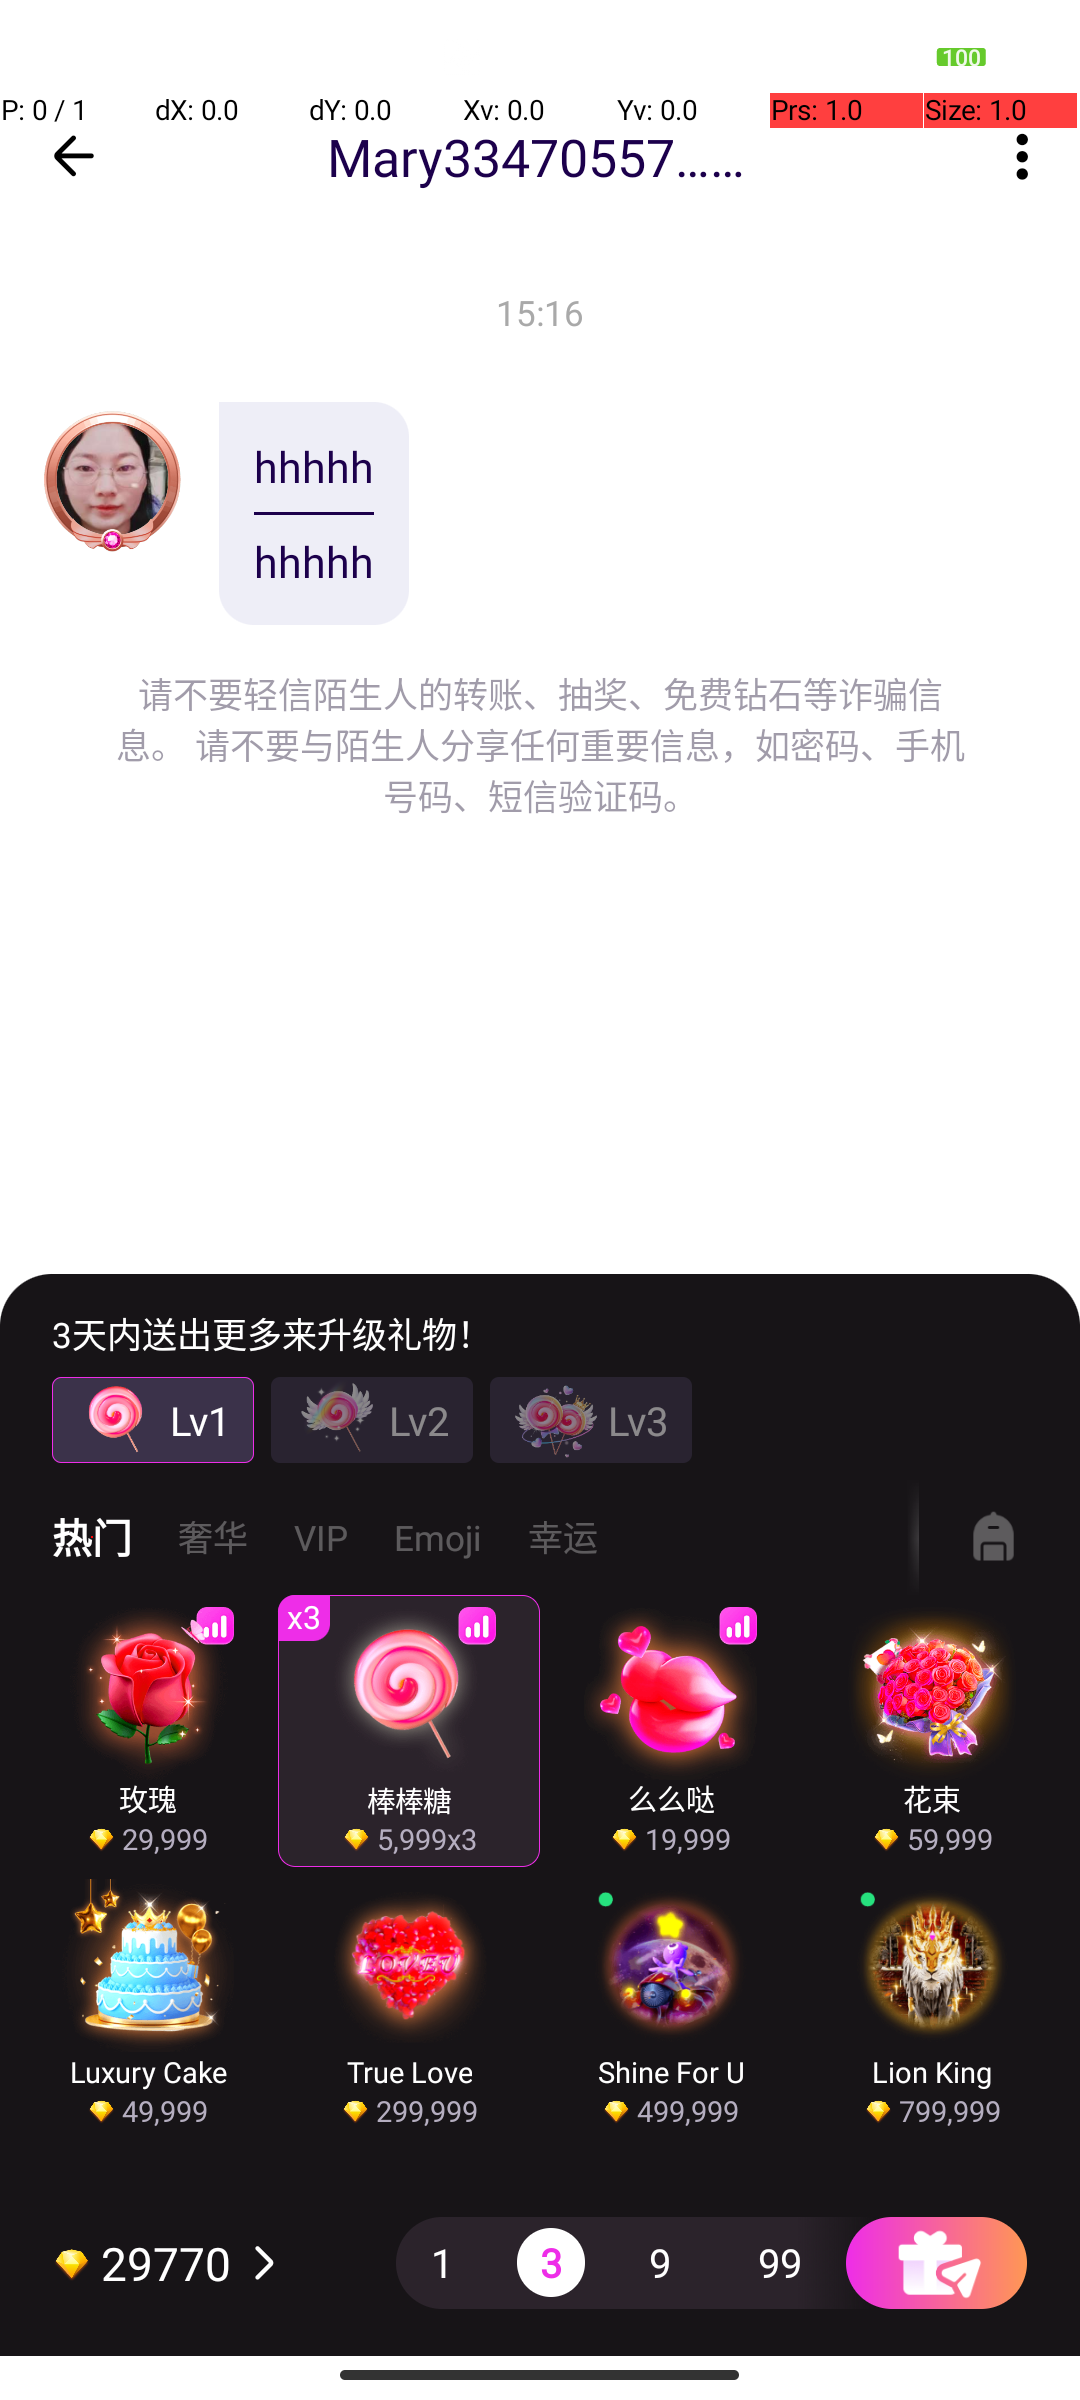 100
P: 0 / 1 dX: 0.0 dY: 0.0 Xv: 0.0 Yv: 0.0 Prs: 1.0 Size: 1.0
Mary33470557......
15:16
hhhhh
hhhhh
请不要轻信陌生人的转账、抽奖、免费钻石等诈骗信
息。 请不要与陌生人分享任何重要信息，如密码、手机
号码、短信验证码。
3天内送出更多来升级礼物！
Lv1 Lv2 Lv3
热门 奢华 VIP Emoji 幸运
x3
玫瑰 棒棒糖 么么哒 花束
29,999 5,999x3 19,999 59,999
LOVE U
Luxury Cake True Love Shine For U Lion King
49,999 299,999 499,999 799,999
29770 1 3 9 99